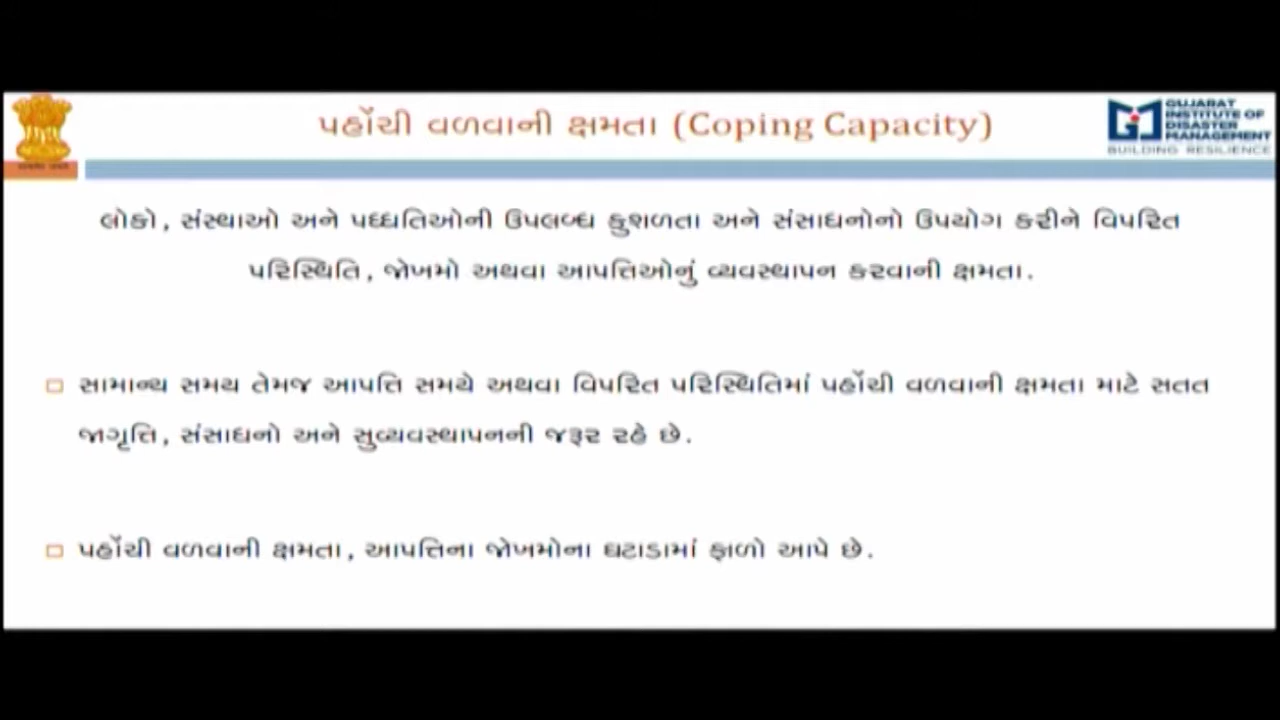 પહોંચી વળવાની ક્ષમતા (Coping Capacity)
GUJARAT
INSTITUTE OF
DISASTER
MANAGEMENT
BUILDING RESILIENCE
લોકો, સંસ્થાઓ અને પધ્ધતિઓની ઉપલબ્ધ કુશળતા અને સંસાધનોનો ઉપયોગ કરીને વિપરિત
પરિસ્થિતિ, જોખમો અથવા આપત્તિઓનું વ્યવસ્થાપન કરવાની ક્ષમતા.
સામાન્ય સમય તેમજ આપત્તિ સમયે અથવા વિપરિત પરિસ્થિતિમાં પહોંચી વળવાની ક્ષમતા માટે સતત
જાગૃત્તિ, સંસાધનો અને સુવ્યવસ્થાપનની જરૂર રહે છે.
પહોંચી વળવાની ક્ષમતા, આપત્તિના જોખમોના ઘટાડામાં ફાળો આપે છે.